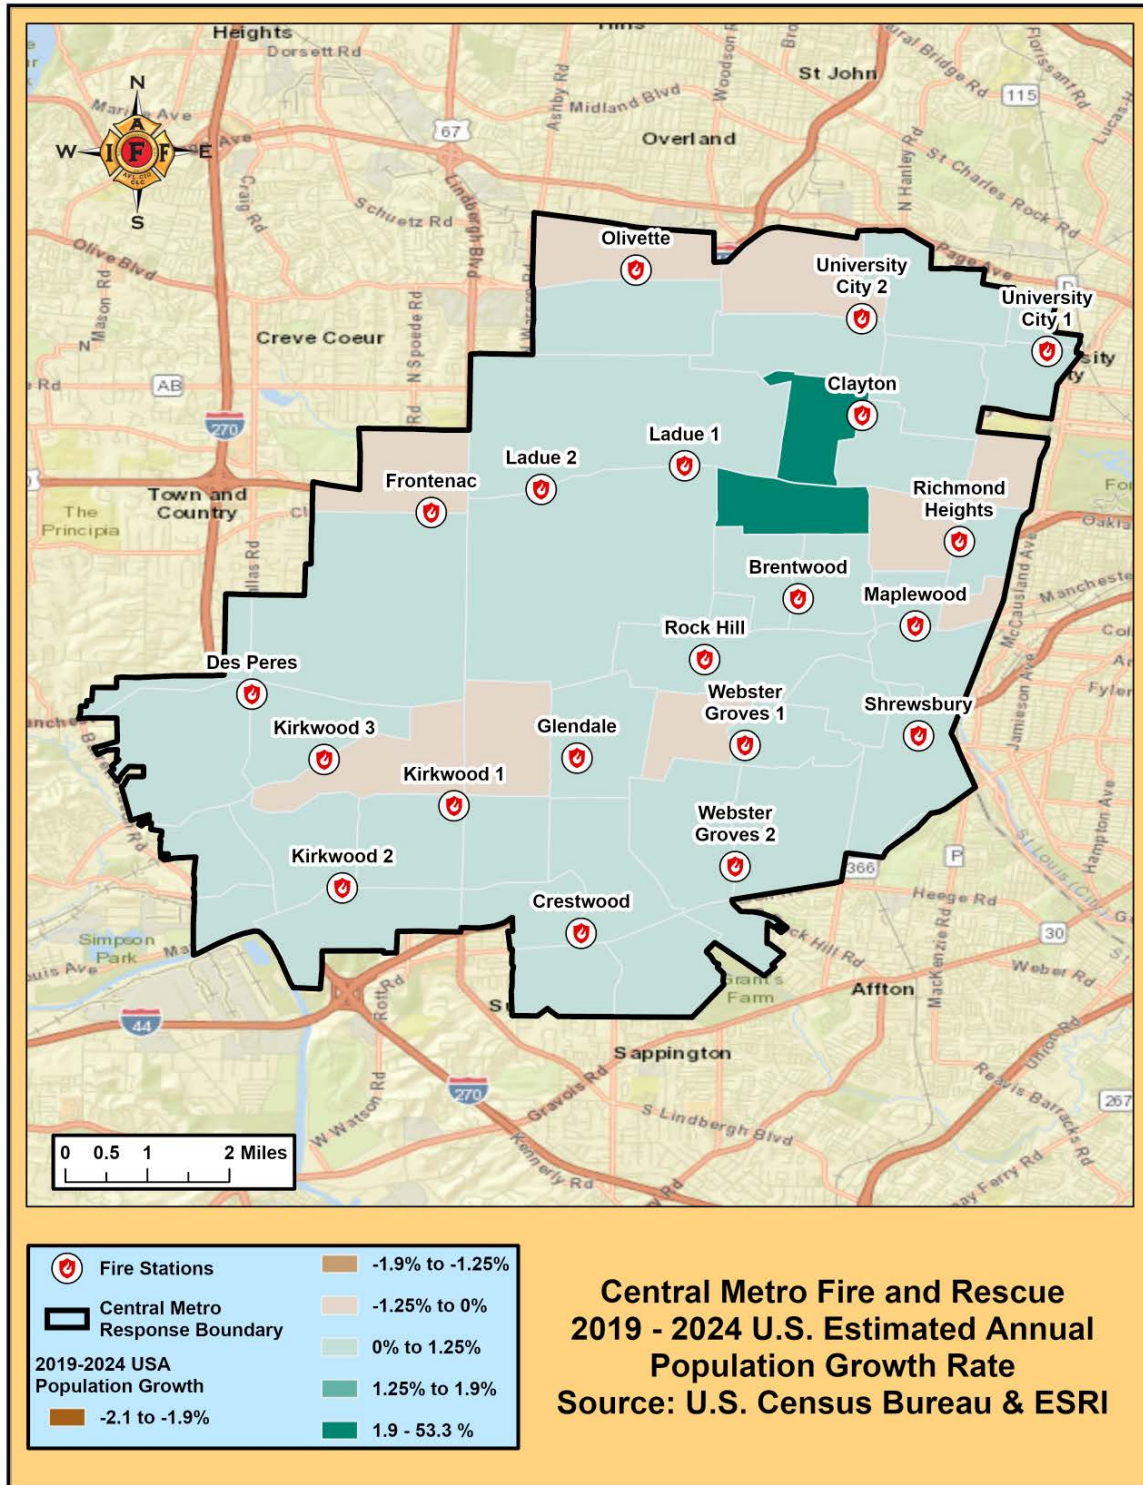 Heights
Dorsett Rd
Ashby Rd
Woodson Rd
St John
Florissant Rd
115
Midland Blvd
67
Overland
N Hanley Rd
St Charles Rock Rd
N
W
E
S
A
I F F
AFL-CIO
CLC
Craig Rd
Schuetz Rd
Lindbergh Blvd
Olive Blvd
Mason Rd
Page Ave
Olivette
University
City 2
University
City 1
Creve Coeur
N Spoede Rd
AB
270
Clayton
Ladue 1
Ladue 2
Frontenac
Town and
Country
The
Principia
Richmond
Heights
Brentwood
Maplewood
McCausland Ave
Manchester
Rock Hill
Des Peres
Webster
Groves 1
Shrewsbury
Jamieson Ave
Kirkwood 3
Glendale
Kirkwood 1
Hampton Ave
Webster
Groves 2
Kirkwood 2
366
P
Crestwood
Heege Rd
30
Simpson
Park
MacKenzie Rd
Weber Rd
Grant's
Farm
Affton
44
Rott Rd
Sappington
Union Rd
270
Gravois Rd
Reavis Barracks Rd
267
W Watson Rd
S Lindbergh Blvd
Kennerly Rd
0 0.5 1 2 Miles
Fire Stations
Central Metro
Response Boundary
2019-2024 USA
Population Growth
-2.1 to -1.9%
-1.9% to -1.25%
-1.25% to 0%
0% to 1.25%
1.25% to 1.9%
1.9 - 53.3 %
Central Metro Fire and Rescue
2019 - 2024 U.S. Estimated Annual
Population Growth Rate
Source: U.S. Census Bureau & ESRI